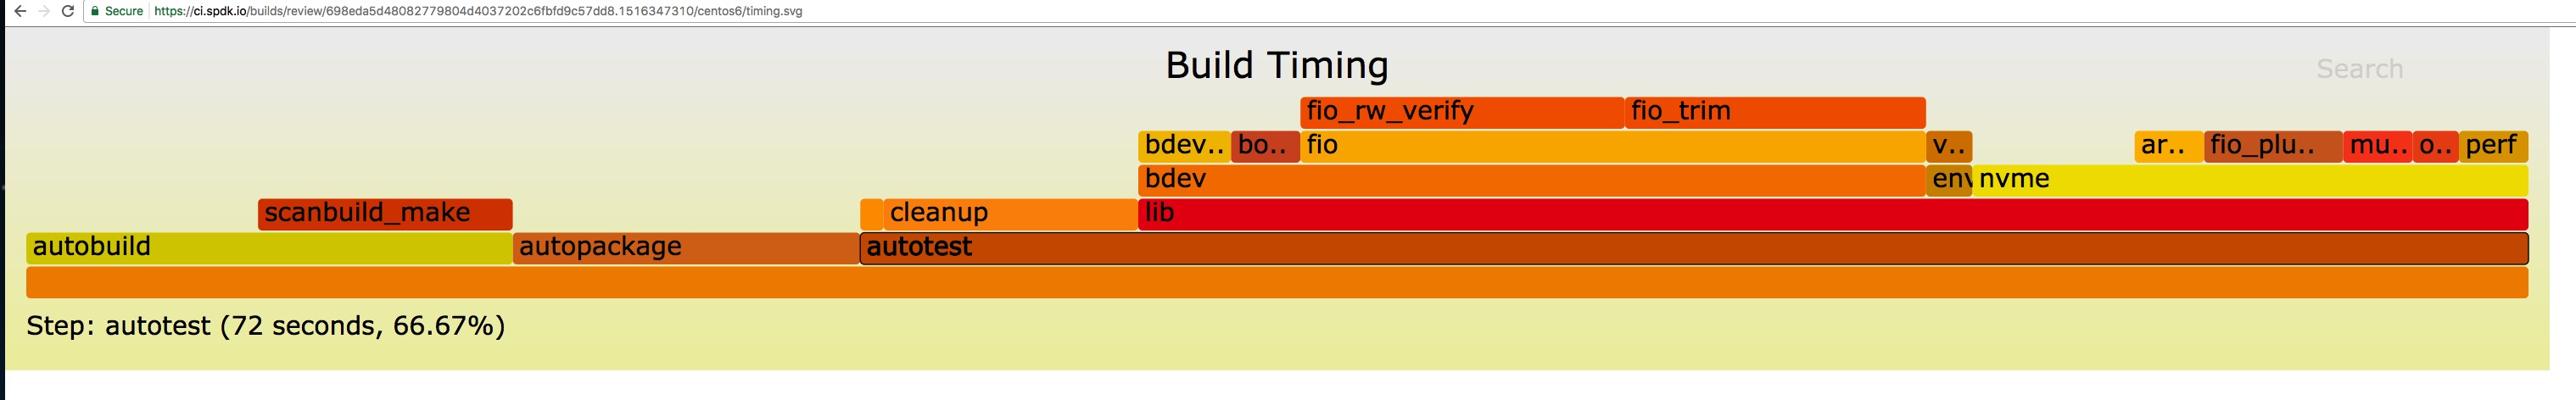 Secure https://ci.spdk.io/builds/review/698eda5d48082779804d4037202c6fbfd9c57dd8.1516347310/centos6/timing.svg
Build Timing
Search
fio_rw_verify fio_trim
bdev.. bo.. fio v.. ar.. fio_plu.. mu.. o.. perf
bdev env nvme
scanbuild_make cleanup lib
autobuild autopackage autotest
Step: autotest (72 seconds, 66.67%)